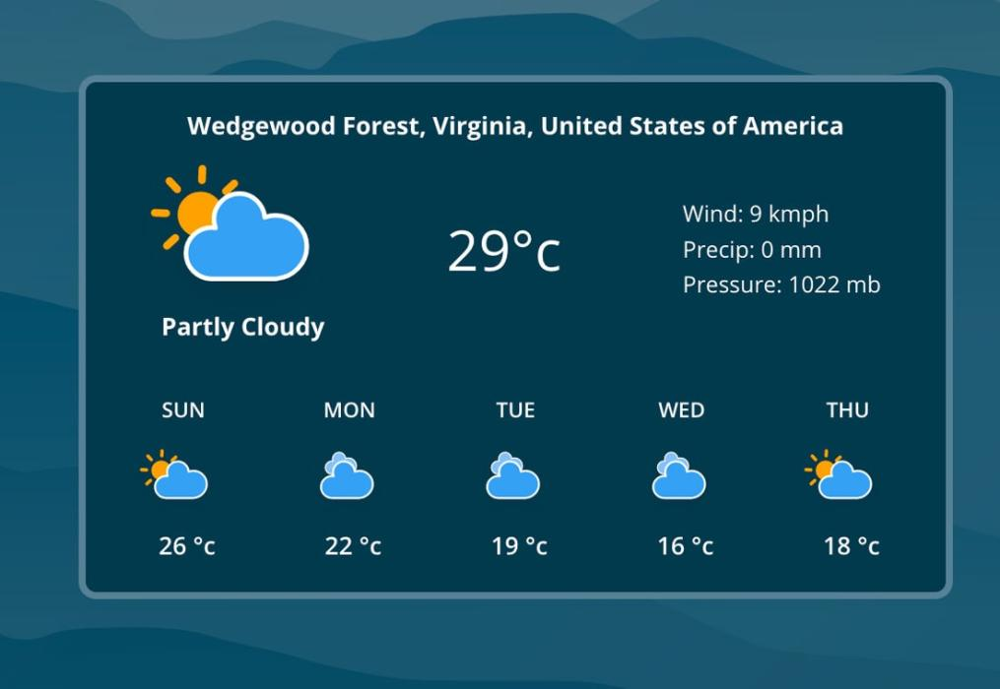 Wedgewood Forest, Virginia, United States of America
29°c
Wind: 9 kmph
Precip: 0 mm
Pressure: 1022 mb
Partly Cloudy
SUN MON TUE WED THU
26 °c 22 °c 19 °c 16 °c 18 °c